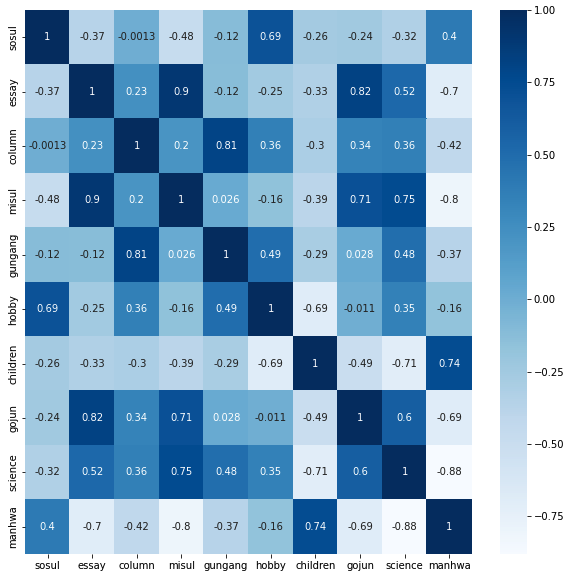 sosul 1 -0.37 -0.0013 -0.48 -0.12 0.69 -0.26 -0.24 -0.32 0.4
essay -0.37 1 0.23 0.9 -0.12 -0.25 -0.33 0.82 0.52 -0.7
column -0.0013 0.23 1 0.2 0.81 0.36 -0.3 0.34 0.36 -0.42
misul -0.48 0.9 0.2 1 0.026 -0.16 -0.39 0.71 0.75 -0.8
gungang -0.12 -0.12 0.81 0.026 1 0.49 -0.29 0.028 0.48 -0.37
hobby 0.69 -0.25 0.36 -0.16 0.49 1 -0.69 -0.011 0.35 -0.16
children -0.26 -0.33 -0.3 -0.39 -0.29 -0.69 1 -0.49 -0.71 0.74
gojun -0.24 0.82 0.34 0.71 0.028 -0.011 -0.49 1 0.6 -0.69
science -0.32 0.52 0.36 0.75 0.48 0.35 -0.71 0.6 1 -0.88
manhwa 0.4 -0.7 -0.42 -0.8 -0.37 -0.16 0.74 -0.69 -0.88 1
sosul essay column misul gungang hobby children gojun science manhwa
1.00
0.75
0.50
0.25
0.00
−0.25
−0.50
−0.75